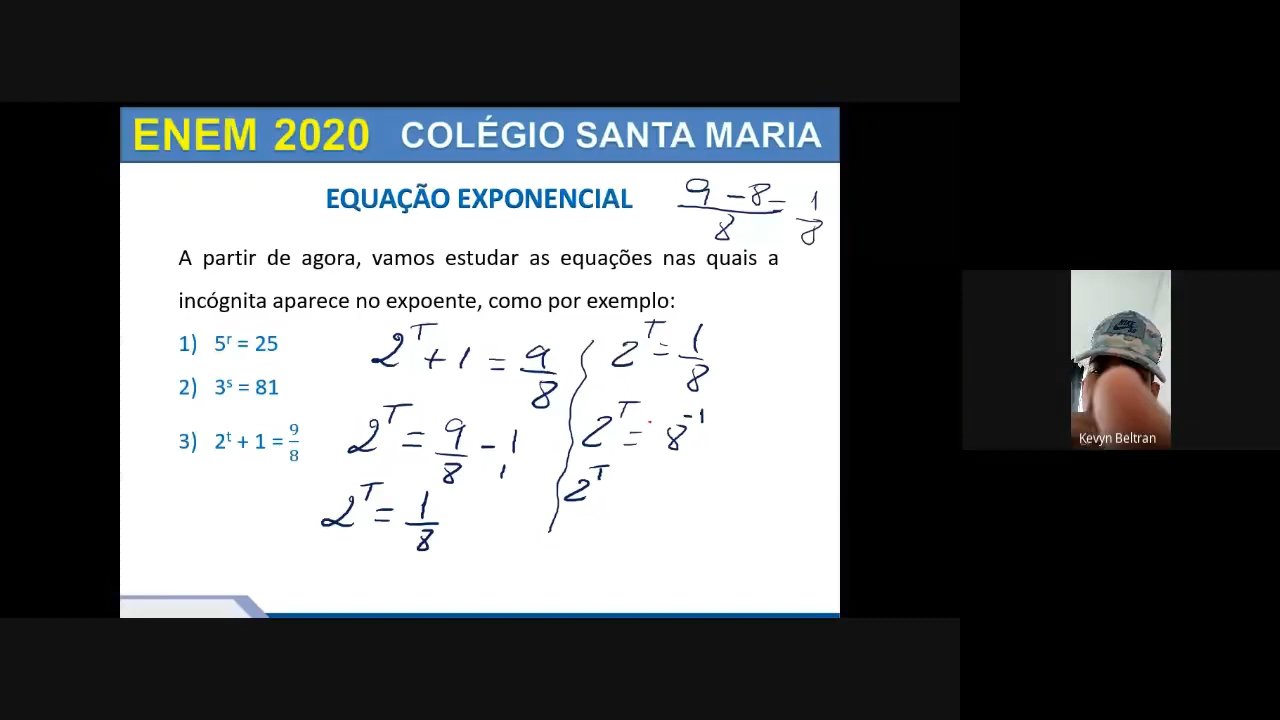 ENEM 2020 COLÉGIO SANTA MARIA
EQUAÇÃO EXPONENCIAL
9 - 8 / 8 = 1/8
A partir de agora, vamos estudar as equações nas quais a
incógnita aparece no expoente, como por exemplo:
1) 5ʳ = 25
2) 3ˢ = 81
3) 2ᵗ + 1 = 9/8
2ᵀ + 1 = 9/8
2ᵀ = 9/8 - 1/1
2ᵀ = 1/8
2ᵀ = 1/8
2ᵀ = 8⁻¹
2ᵀ
NIKE
Kevyn Beltran